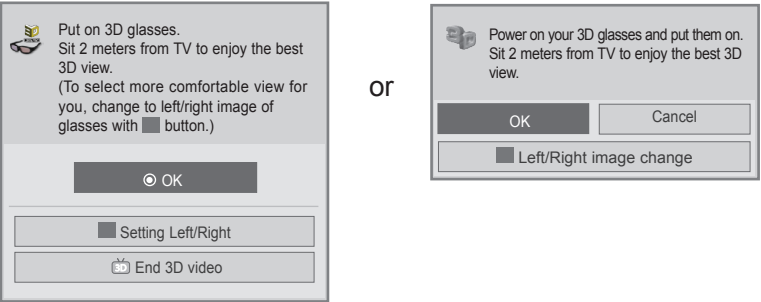 Put on 3D glasses.
Sit 2 meters from TV to enjoy the best
3D view.
(To select more comfortable view for
you, change to left/right image of
glasses with button.)
OK
Setting Left/Right
3D End 3D video
or
3D
Power on your 3D glasses and put them on.
Sit 2 meters from TV to enjoy the best 3D
view.
OK
Cancel
Left/Right image change